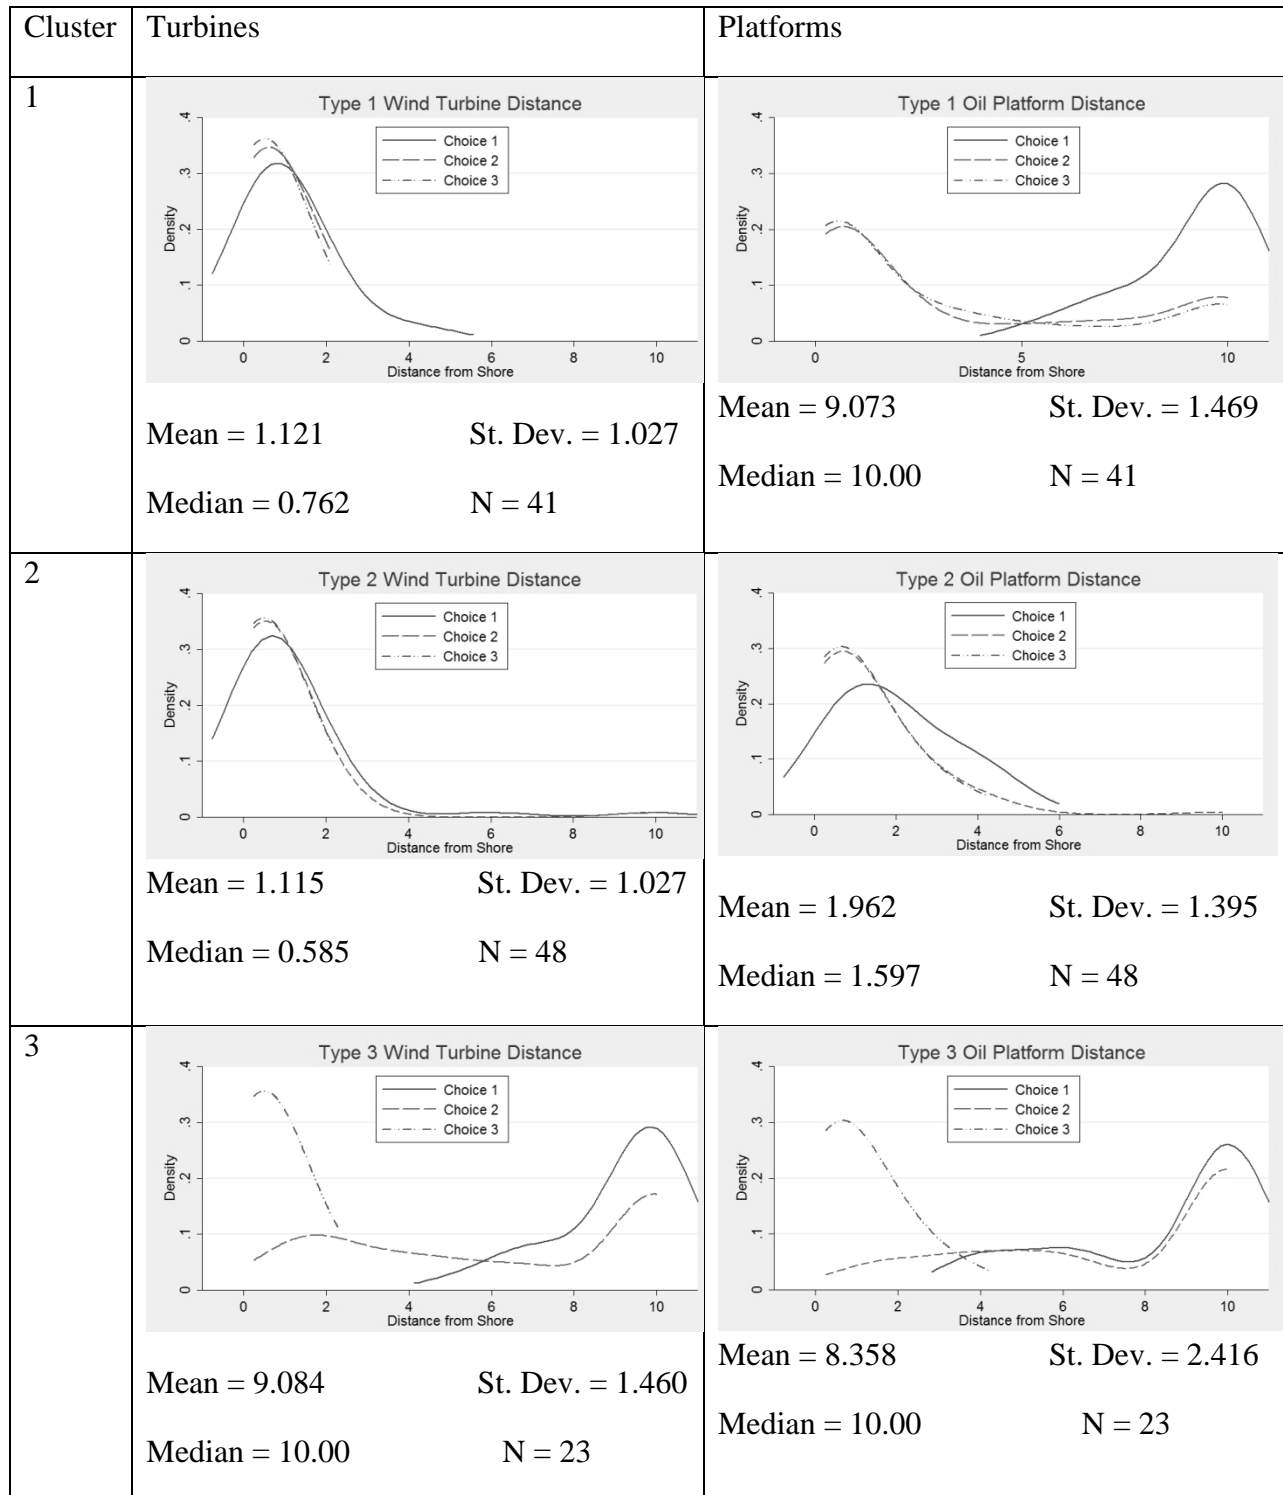 Cluster Turbines Platforms
1
Type 1 Wind Turbine Distance
Choice 1
Choice 2
Choice 3
Density
0 .1 .2 .3 .4
0 2 4 6 8 10
Distance from Shore
Mean = 1.121 St. Dev. = 1.027
Median = 0.762 N = 41
Type 1 Oil Platform Distance
Choice 1
Choice 2
Choice 3
Density
0 .1 .2 .3 .4
0 5 10
Distance from Shore
Mean = 9.073 St. Dev. = 1.469
Median = 10.00 N = 41
2
Type 2 Wind Turbine Distance
Choice 1
Choice 2
Choice 3
Density
0 .1 .2 .3 .4
0 2 4 6 8 10
Distance from Shore
Mean = 1.115 St. Dev. = 1.027
Median = 0.585 N = 48
Type 2 Oil Platform Distance
Choice 1
Choice 2
Choice 3
Density
0 .1 .2 .3 .4
0 2 4 6 8 10
Distance from Shore
Mean = 1.962 St. Dev. = 1.395
Median = 1.597 N = 48
3
Type 3 Wind Turbine Distance
Choice 1
Choice 2
Choice 3
Density
0 .1 .2 .3 .4
0 2 4 6 8 10
Distance from Shore
Mean = 9.084 St. Dev. = 1.460
Median = 10.00 N = 23
Type 3 Oil Platform Distance
Choice 1
Choice 2
Choice 3
Density
0 .1 .2 .3 .4
0 2 4 6 8 10
Distance from Shore
Mean = 8.358 St. Dev. = 2.416
Median = 10.00 N = 23